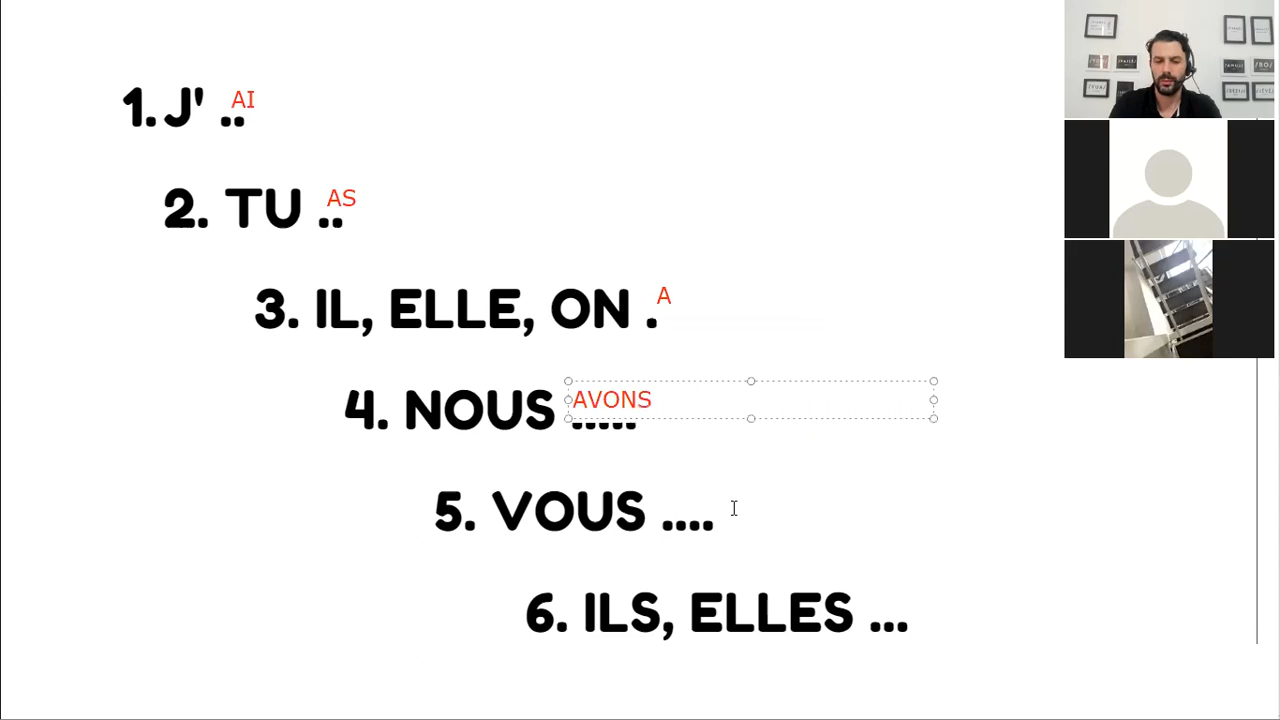 1. J' .. AI
2. TU .. AS
3. IL, ELLE, ON . A
4. NOUS ..... AVONS
5. VOUS ....
6. ILS, ELLES ...